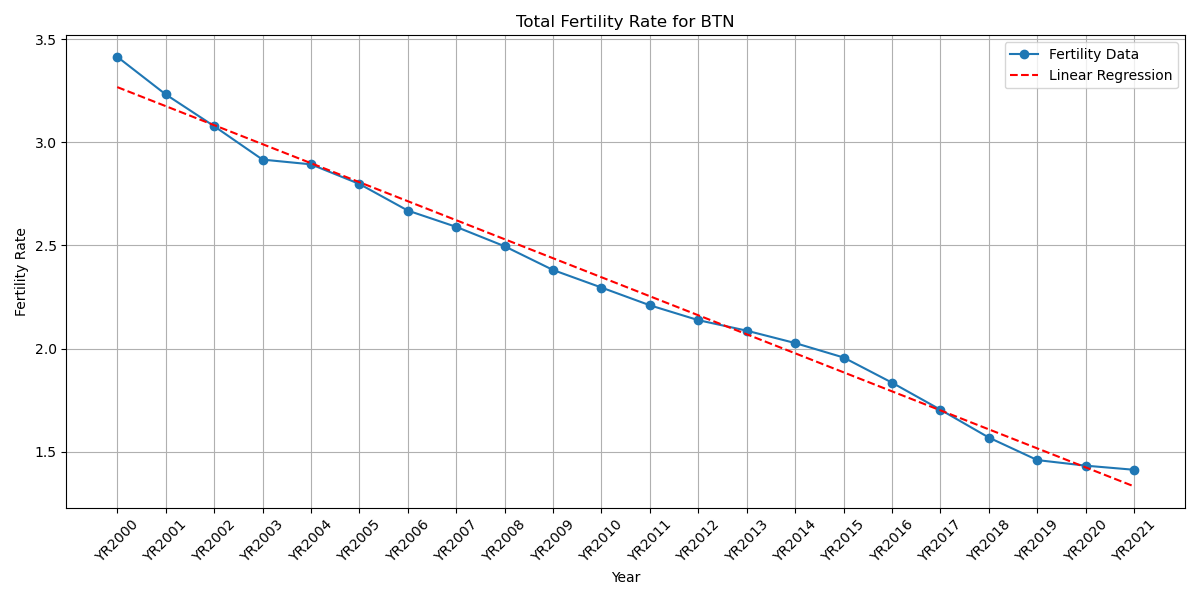 Total Fertility Rate for BTN
Fertility Data
Linear Regression
Fertility Rate
3.5
3.0
2.5
2.0
1.5
YR2000
YR2001
YR2002
YR2003
YR2004
YR2005
YR2006
YR2007
YR2008
YR2009
YR2010
YR2011
YR2012
YR2013
YR2014
YR2015
YR2016
YR2017
YR2018
YR2019
YR2020
YR2021
Year